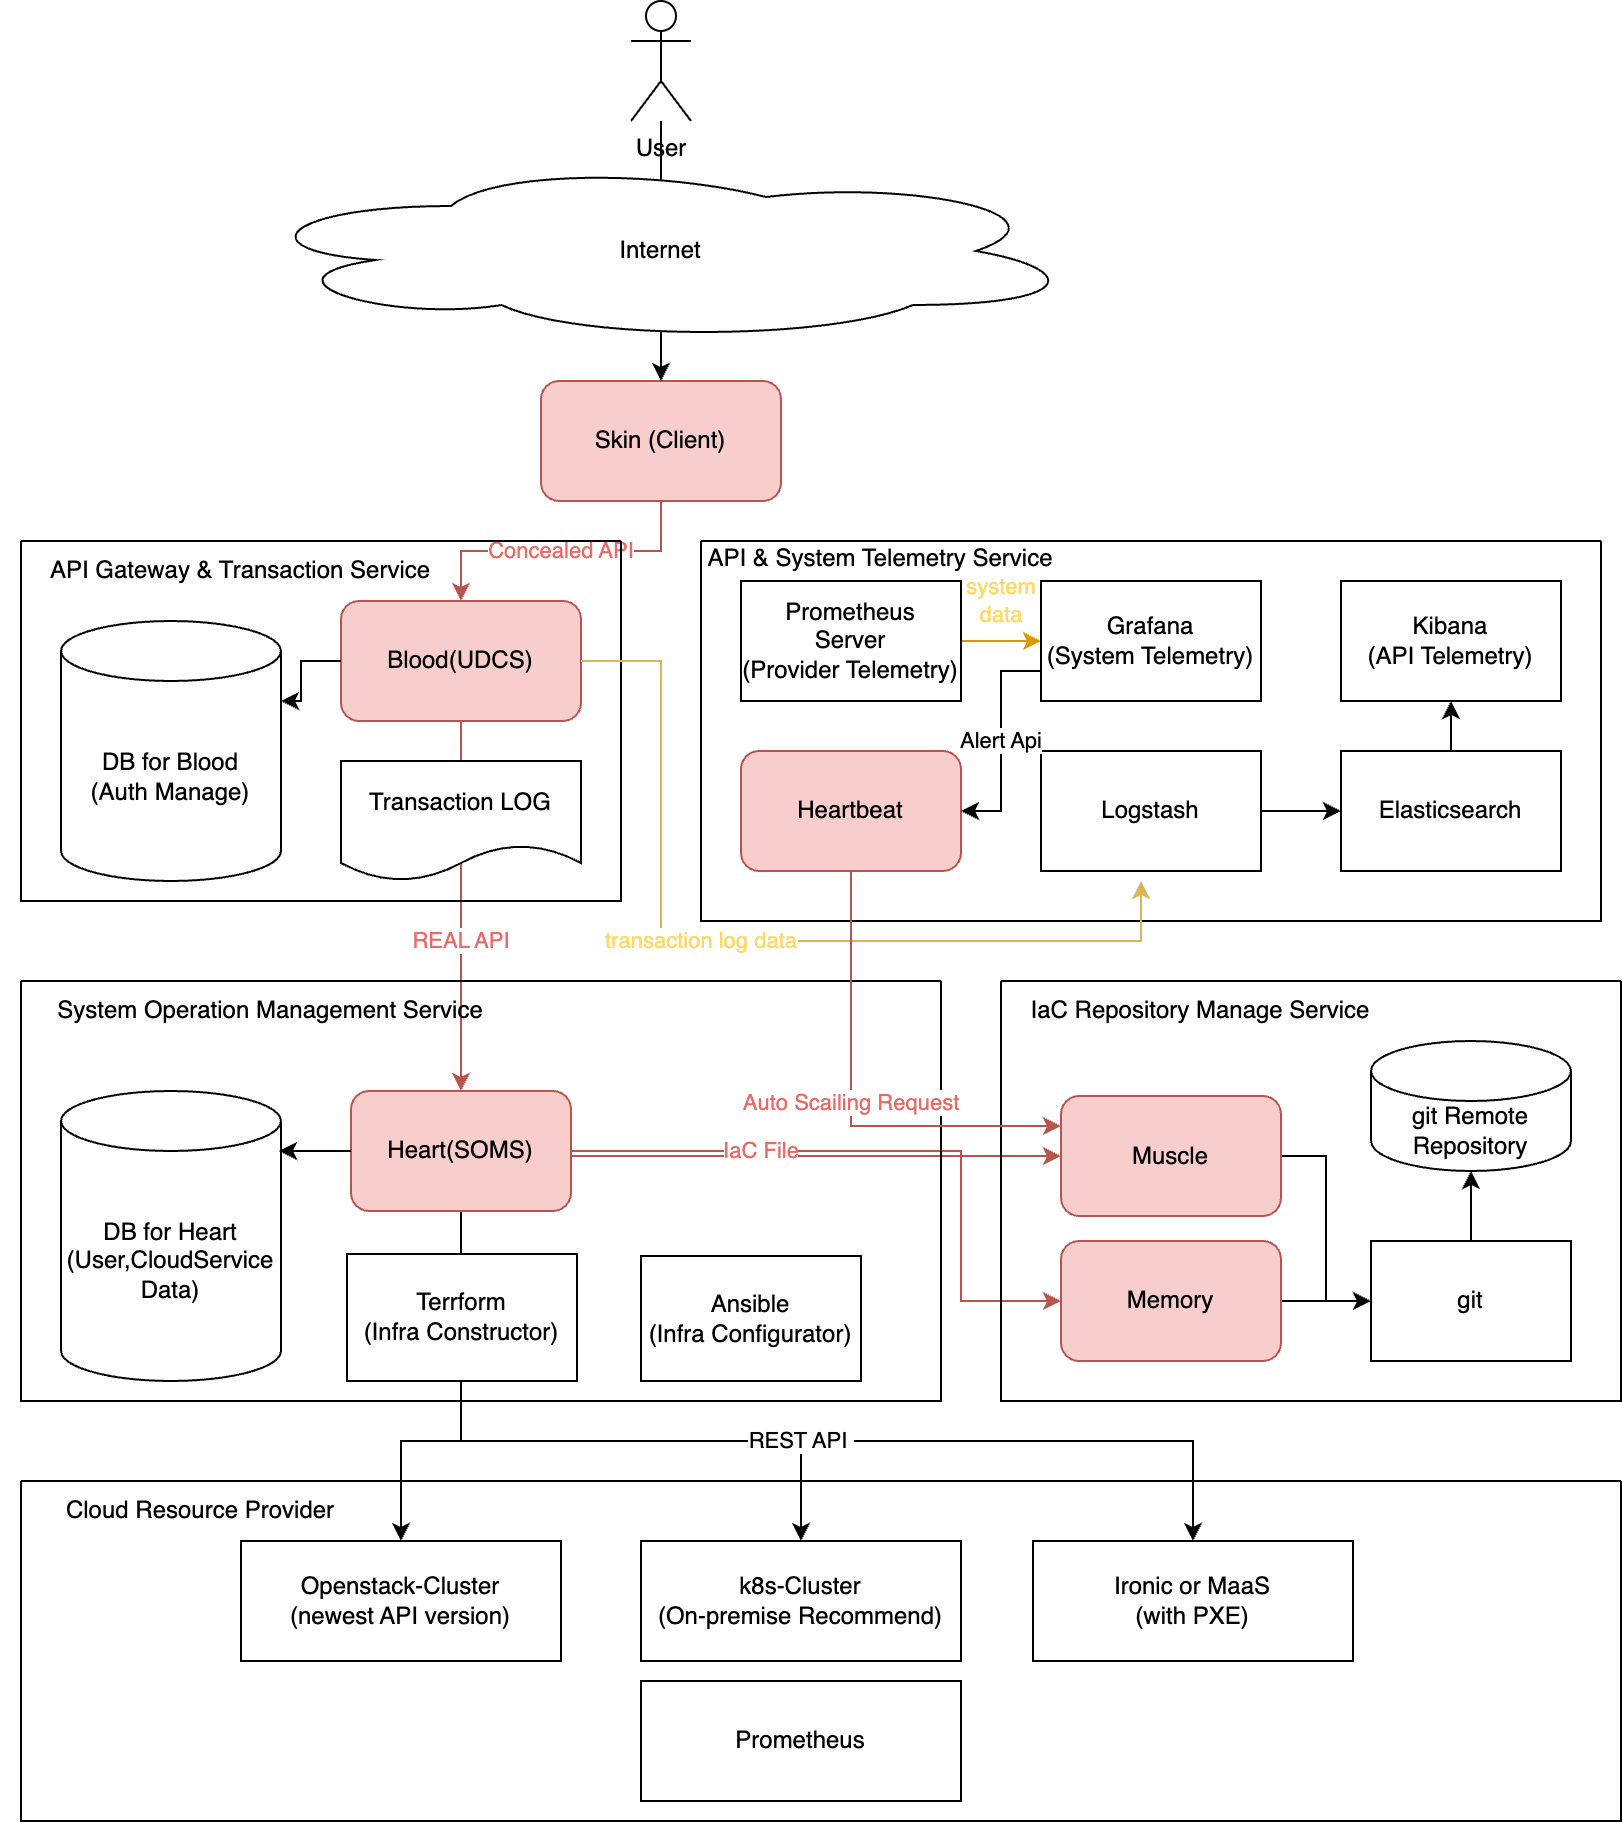 User
Internet
Skin (Client)
Concealed API
API Gateway & Transaction Service
Blood(UDCS)
DB for Blood
(Auth Manage)
Transaction LOG
API & System Telemetry Service
Prometheus
Server
(Provider Telemetry)
system
data
Grafana
(System Telemetry)
Kibana
(API Telemetry)
Alert Api
Heartbeat
Logstash
Elasticsearch
REAL API
transaction log data
System Operation Management Service
Heart(SOMS)
DB for Heart
(User,CloudService
Data)
Terrform
(Infra Constructor)
Ansible
(Infra Configurator)
Auto Scailing Request
IaC File
IaC Repository Manage Service
Muscle
Memory
git Remote
Repository
git
REST API
Cloud Resource Provider
Openstack-Cluster
(newest API version)
k8s-Cluster
(On-premise Recommend)
Ironic or MaaS
(with PXE)
Prometheus